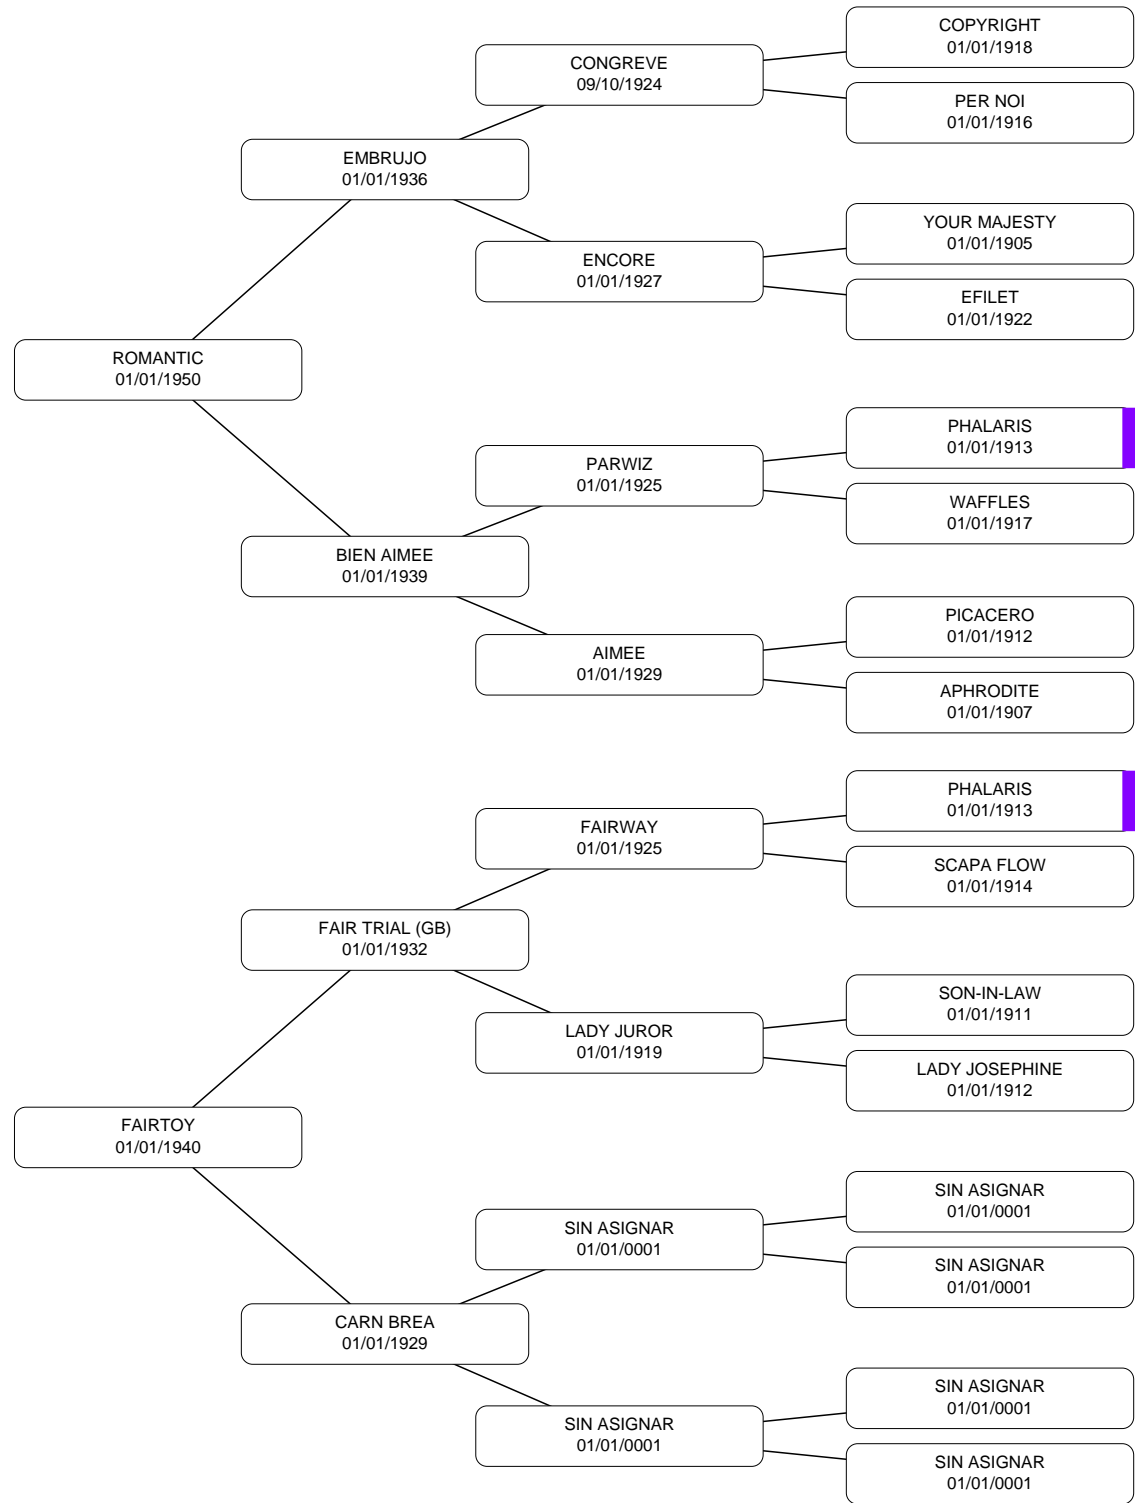 COPYRIGHT
01/01/1918
CONGREVE
09/10/1924
PER NOI
01/01/1916
EMBRUJO
01/01/1936
YOUR MAJESTY
01/01/1905
ENCORE
01/01/1927
EFILET
01/01/1922
ROMANTIC
01/01/1950
PHALARIS
01/01/1913
PARWIZ
01/01/1925
WAFFLES
01/01/1917
BIEN AIMEE
01/01/1939
PICACERO
01/01/1912
AIMEE
01/01/1929
APHRODITE
01/01/1907
PHALARIS
01/01/1913
FAIRWAY
01/01/1925
SCAPA FLOW
01/01/1914
FAIR TRIAL (GB)
01/01/1932
SON-IN-LAW
01/01/1911
LADY JUROR
01/01/1919
LADY JOSEPHINE
01/01/1912
FAIRTOY
01/01/1940
SIN ASIGNAR
01/01/0001
SIN ASIGNAR
01/01/0001
SIN ASIGNAR
01/01/0001
CARN BREA
01/01/1929
SIN ASIGNAR
01/01/0001
SIN ASIGNAR
01/01/0001
SIN ASIGNAR
01/01/0001